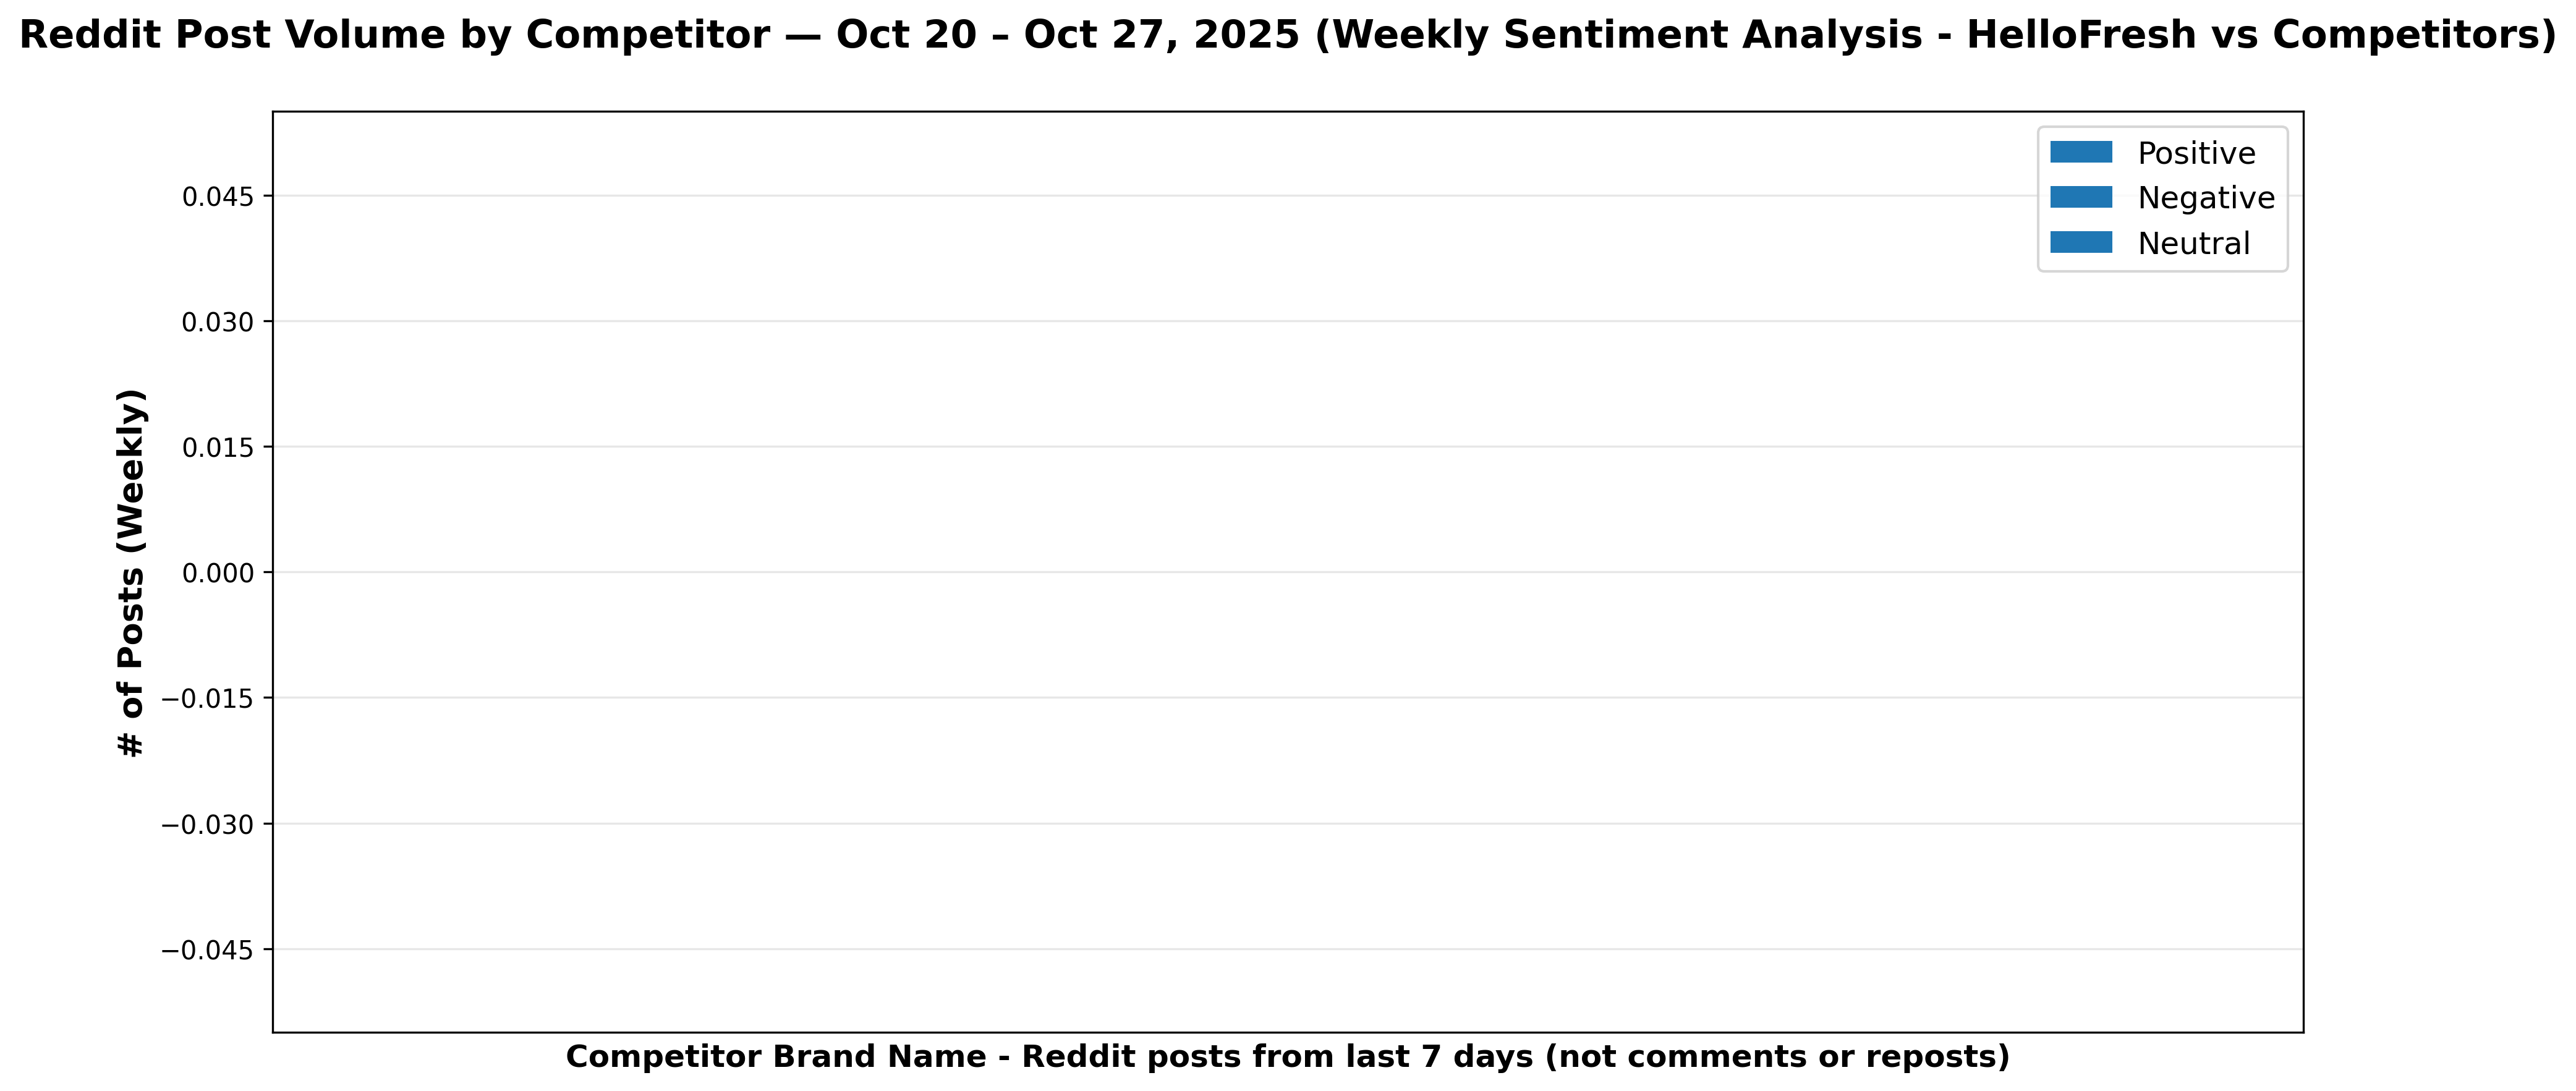 Reddit Post Volume by Competitor — Oct 20 – Oct 27, 2025 (Weekly Sentiment Analysis - HelloFresh vs Competitors)
Positive
Negative
Neutral
0.045
0.030
0.015
0.000
−0.015
−0.030
−0.045
# of Posts (Weekly)
Competitor Brand Name - Reddit posts from last 7 days (not comments or reposts)